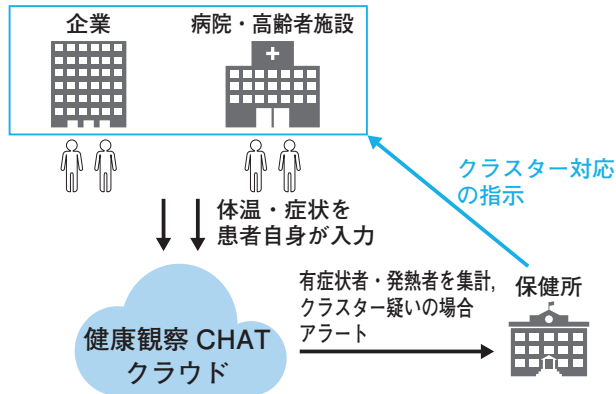 企業
病院・高齢者施設
クラスター対応
の指示
体温・症状を
患者自身が入力
有症状者・発熱者を集計,
クラスター疑いの場合
アラート
保健所
健康観察 CHAT
クラウド